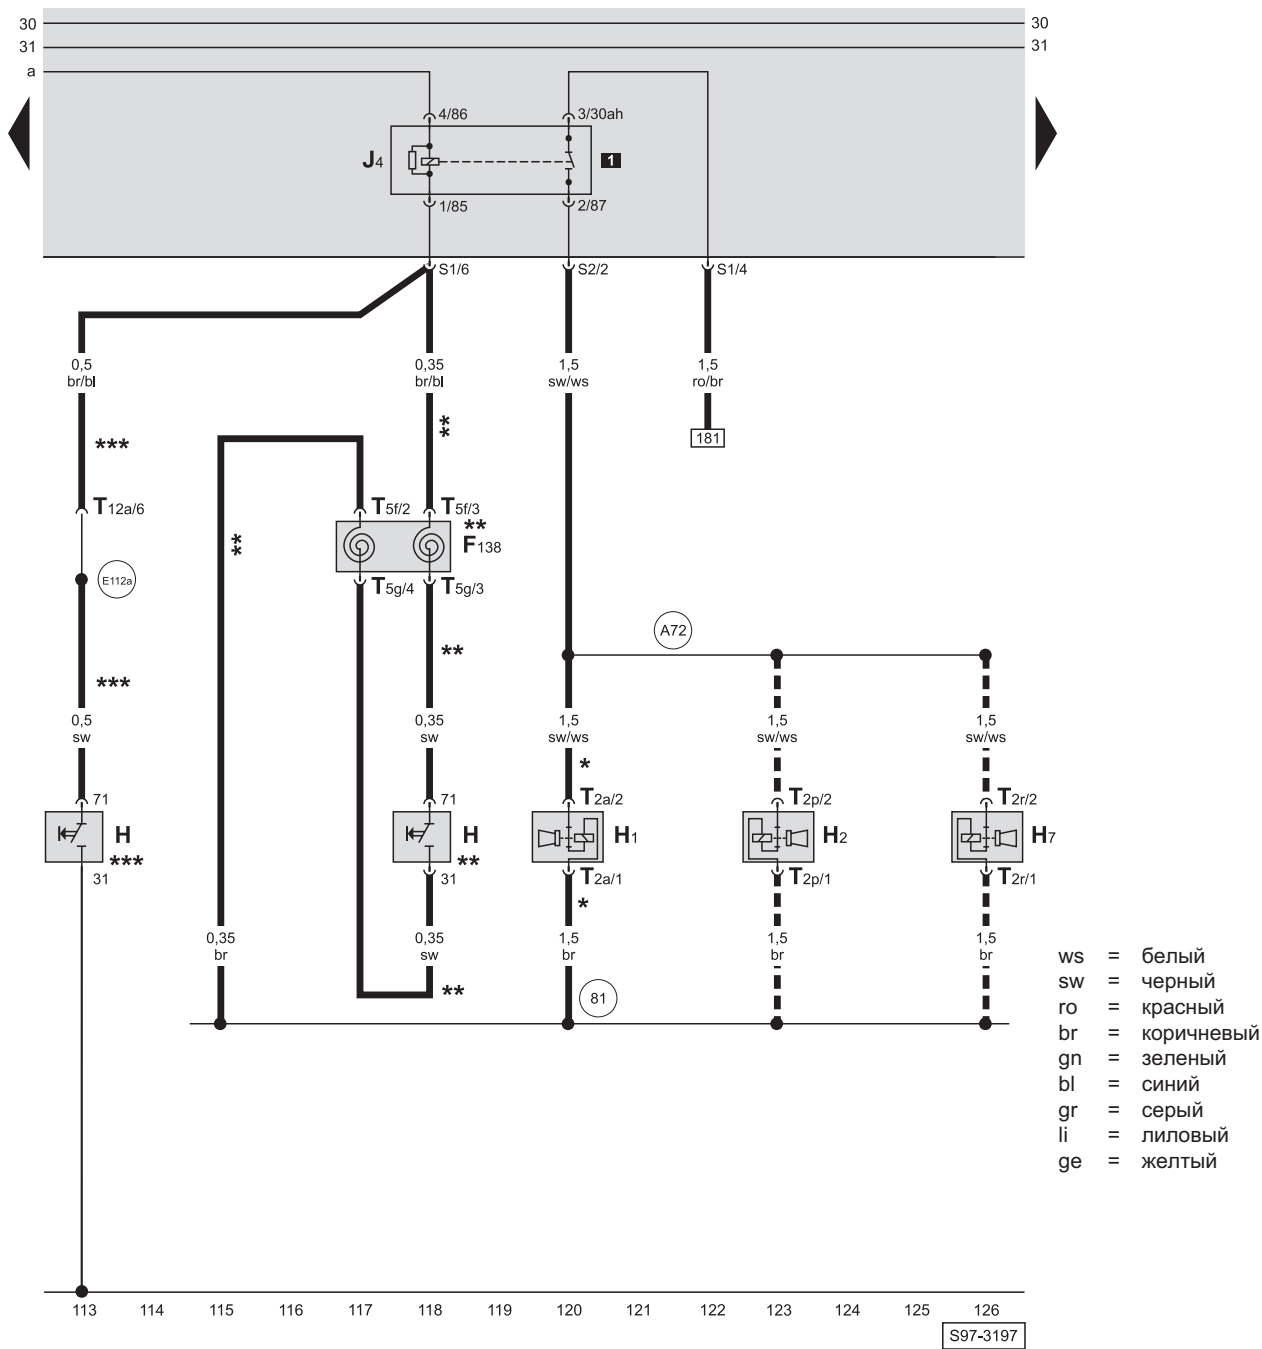 30 30
31 31
a
4/86 3/30ah
J4 1
1/85 2/87
S1/6 S2/2 S1/4
0,5 0,35 1,5 1,5
br/bl br/bl sw/ws ro/br
**
*** 181
T12a/6 T5f/2 T5f/3
**
** F138
E112a T5g/4 T5g/3
A72
**
***
0,5 0,35 1,5 1,5 1,5
sw sw sw/ws sw/ws sw/ws
*
71 71 T2a/2 T2p/2 T2r/2
H H H1 H2 H7
*** **
31 31 T2a/1 T2p/1 T2r/1
*
0,35 0,35 1,5 1,5 1,5
br sw br br br
** 81
ws = белый
sw = черный
ro = красный
br = коричневый
gn = зеленый
bl = синий
gr = серый
li = лиловый
ge = желтый
113 114 115 116 117 118 119 120 121 122 123 124 125 126
S97-3197